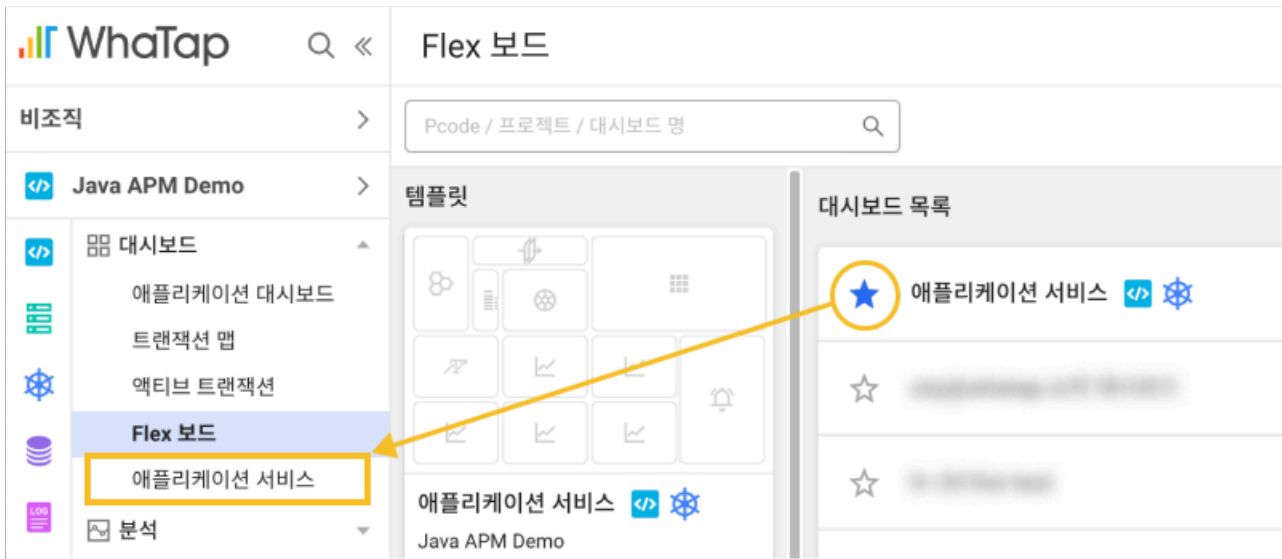 WhaTap
비조직
Java APM Demo
대시보드
애플리케이션 대시보드
트랜잭션 맵
액티브 트랜잭션
Flex 보드
애플리케이션 서비스
분석
LOG
Flex 보드
Pcode / 프로젝트 / 대시보드 명
템플릿
애플리케이션 서비스
Java APM Demo
대시보드 목록
애플리케이션 서비스